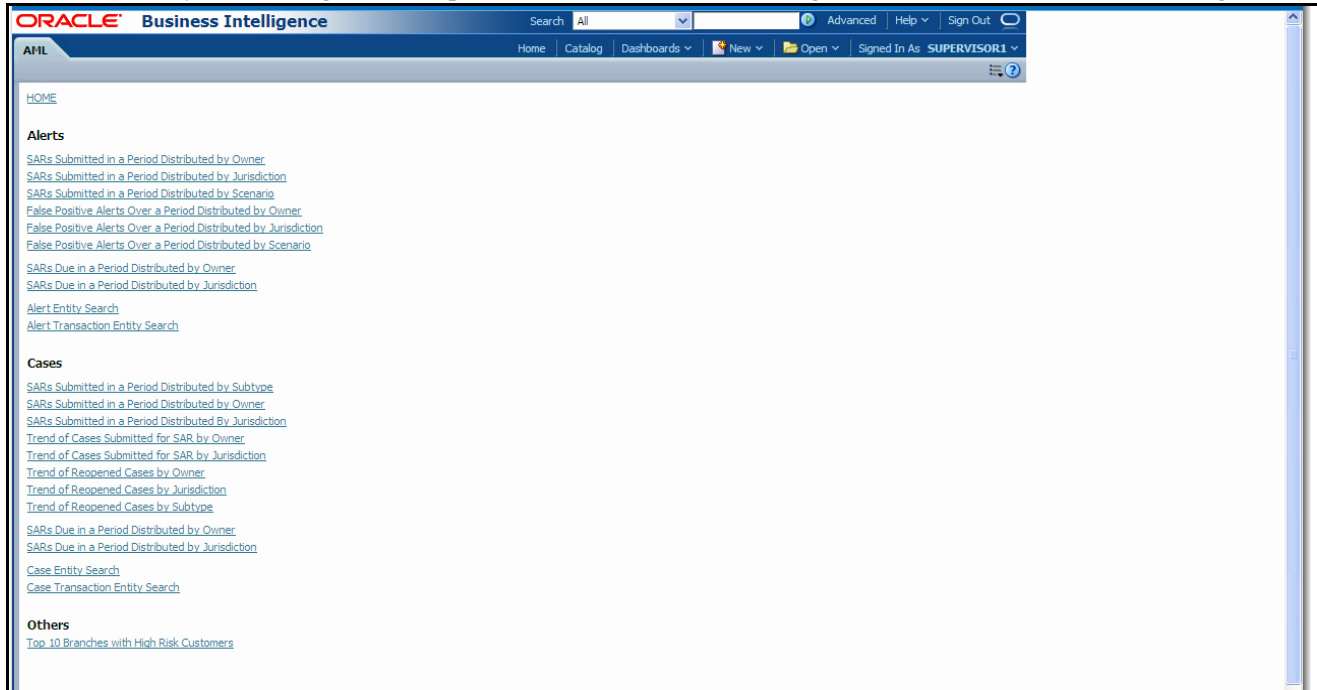 ORACLE Business Intelligence Search All Advanced Help Sign Out
AML Home Catalog Dashboards New Open Signed In As SUPERVISOR1
HOME
Alerts
SARs Submitted in a Period Distributed by Owner
SARs Submitted in a Period Distributed by Jurisdiction
SARs Submitted in a Period Distributed by Scenario
False Positive Alerts Over a Period Distributed by Owner
False Positive Alerts Over a Period Distributed by Jurisdiction
False Positive Alerts Over a Period Distributed by Scenario
SARs Due in a Period Distributed by Owner
SARs Due in a Period Distributed by Jurisdiction
Alert Entity Search
Alert Transaction Entity Search
Cases
SARs Submitted in a Period Distributed by Subtype
SARs Submitted in a Period Distributed by Owner
SARs Submitted in a Period Distributed By Jurisdiction
Trend of Cases Submitted for SAR by Owner
Trend of Cases Submitted for SAR by Jurisdiction
Trend of Reopened Cases by Owner
Trend of Reopened Cases by Jurisdiction
Trend of Reopened Cases by Subtype
SARs Due in a Period Distributed by Owner
SARs Due in a Period Distributed by Jurisdiction
Case Entity Search
Case Transaction Entity Search
Others
Top 10 Branches with High Risk Customers